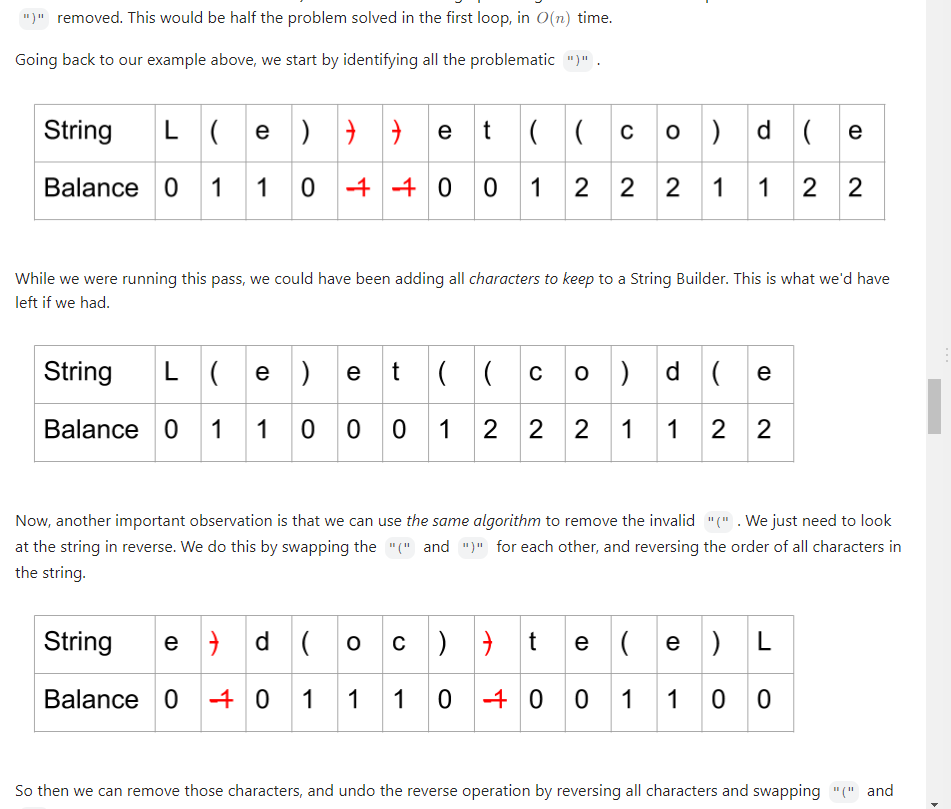 ")" removed. This would be half the problem solved in the first loop, in O(n) time.
Going back to our example above, we start by identifying all the problematic ")" .
String L ( e ) ) ) e t ( ( c o ) d ( e
Balance 0 1 1 0 -1 -1 0 0 1 2 2 2 1 1 2 2
While we were running this pass, we could have been adding all characters to keep to a String Builder. This is what we'd have
left if we had.
String L ( e ) e t ( ( c o ) d ( e
Balance 0 1 1 0 0 0 1 2 2 2 1 1 2 2
Now, another important observation is that we can use the same algorithm to remove the invalid "(" . We just need to look
at the string in reverse. We do this by swapping the "(" and ")" for each other, and reversing the order of all characters in
the string.
String e ) d ( o c ) ) t e ( e ) L
Balance 0 -1 0 1 1 1 0 -1 0 0 1 1 0 0
So then we can remove those characters, and undo the reverse operation by reversing all characters and swapping "(" and